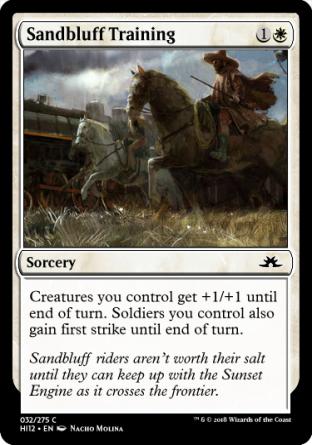 Sandbluff Training 1
Sorcery
Creatures you control get +1/+1 until
end of turn. Soldiers you control also
gain first strike until end of turn.
Sandbluff riders aren't worth their salt
until they can keep up with the Sunset
Engine as it crosses the frontier.
032/275 C
HI12 • EN Nacho Molina
™ & © 2018 Wizards of the Coast